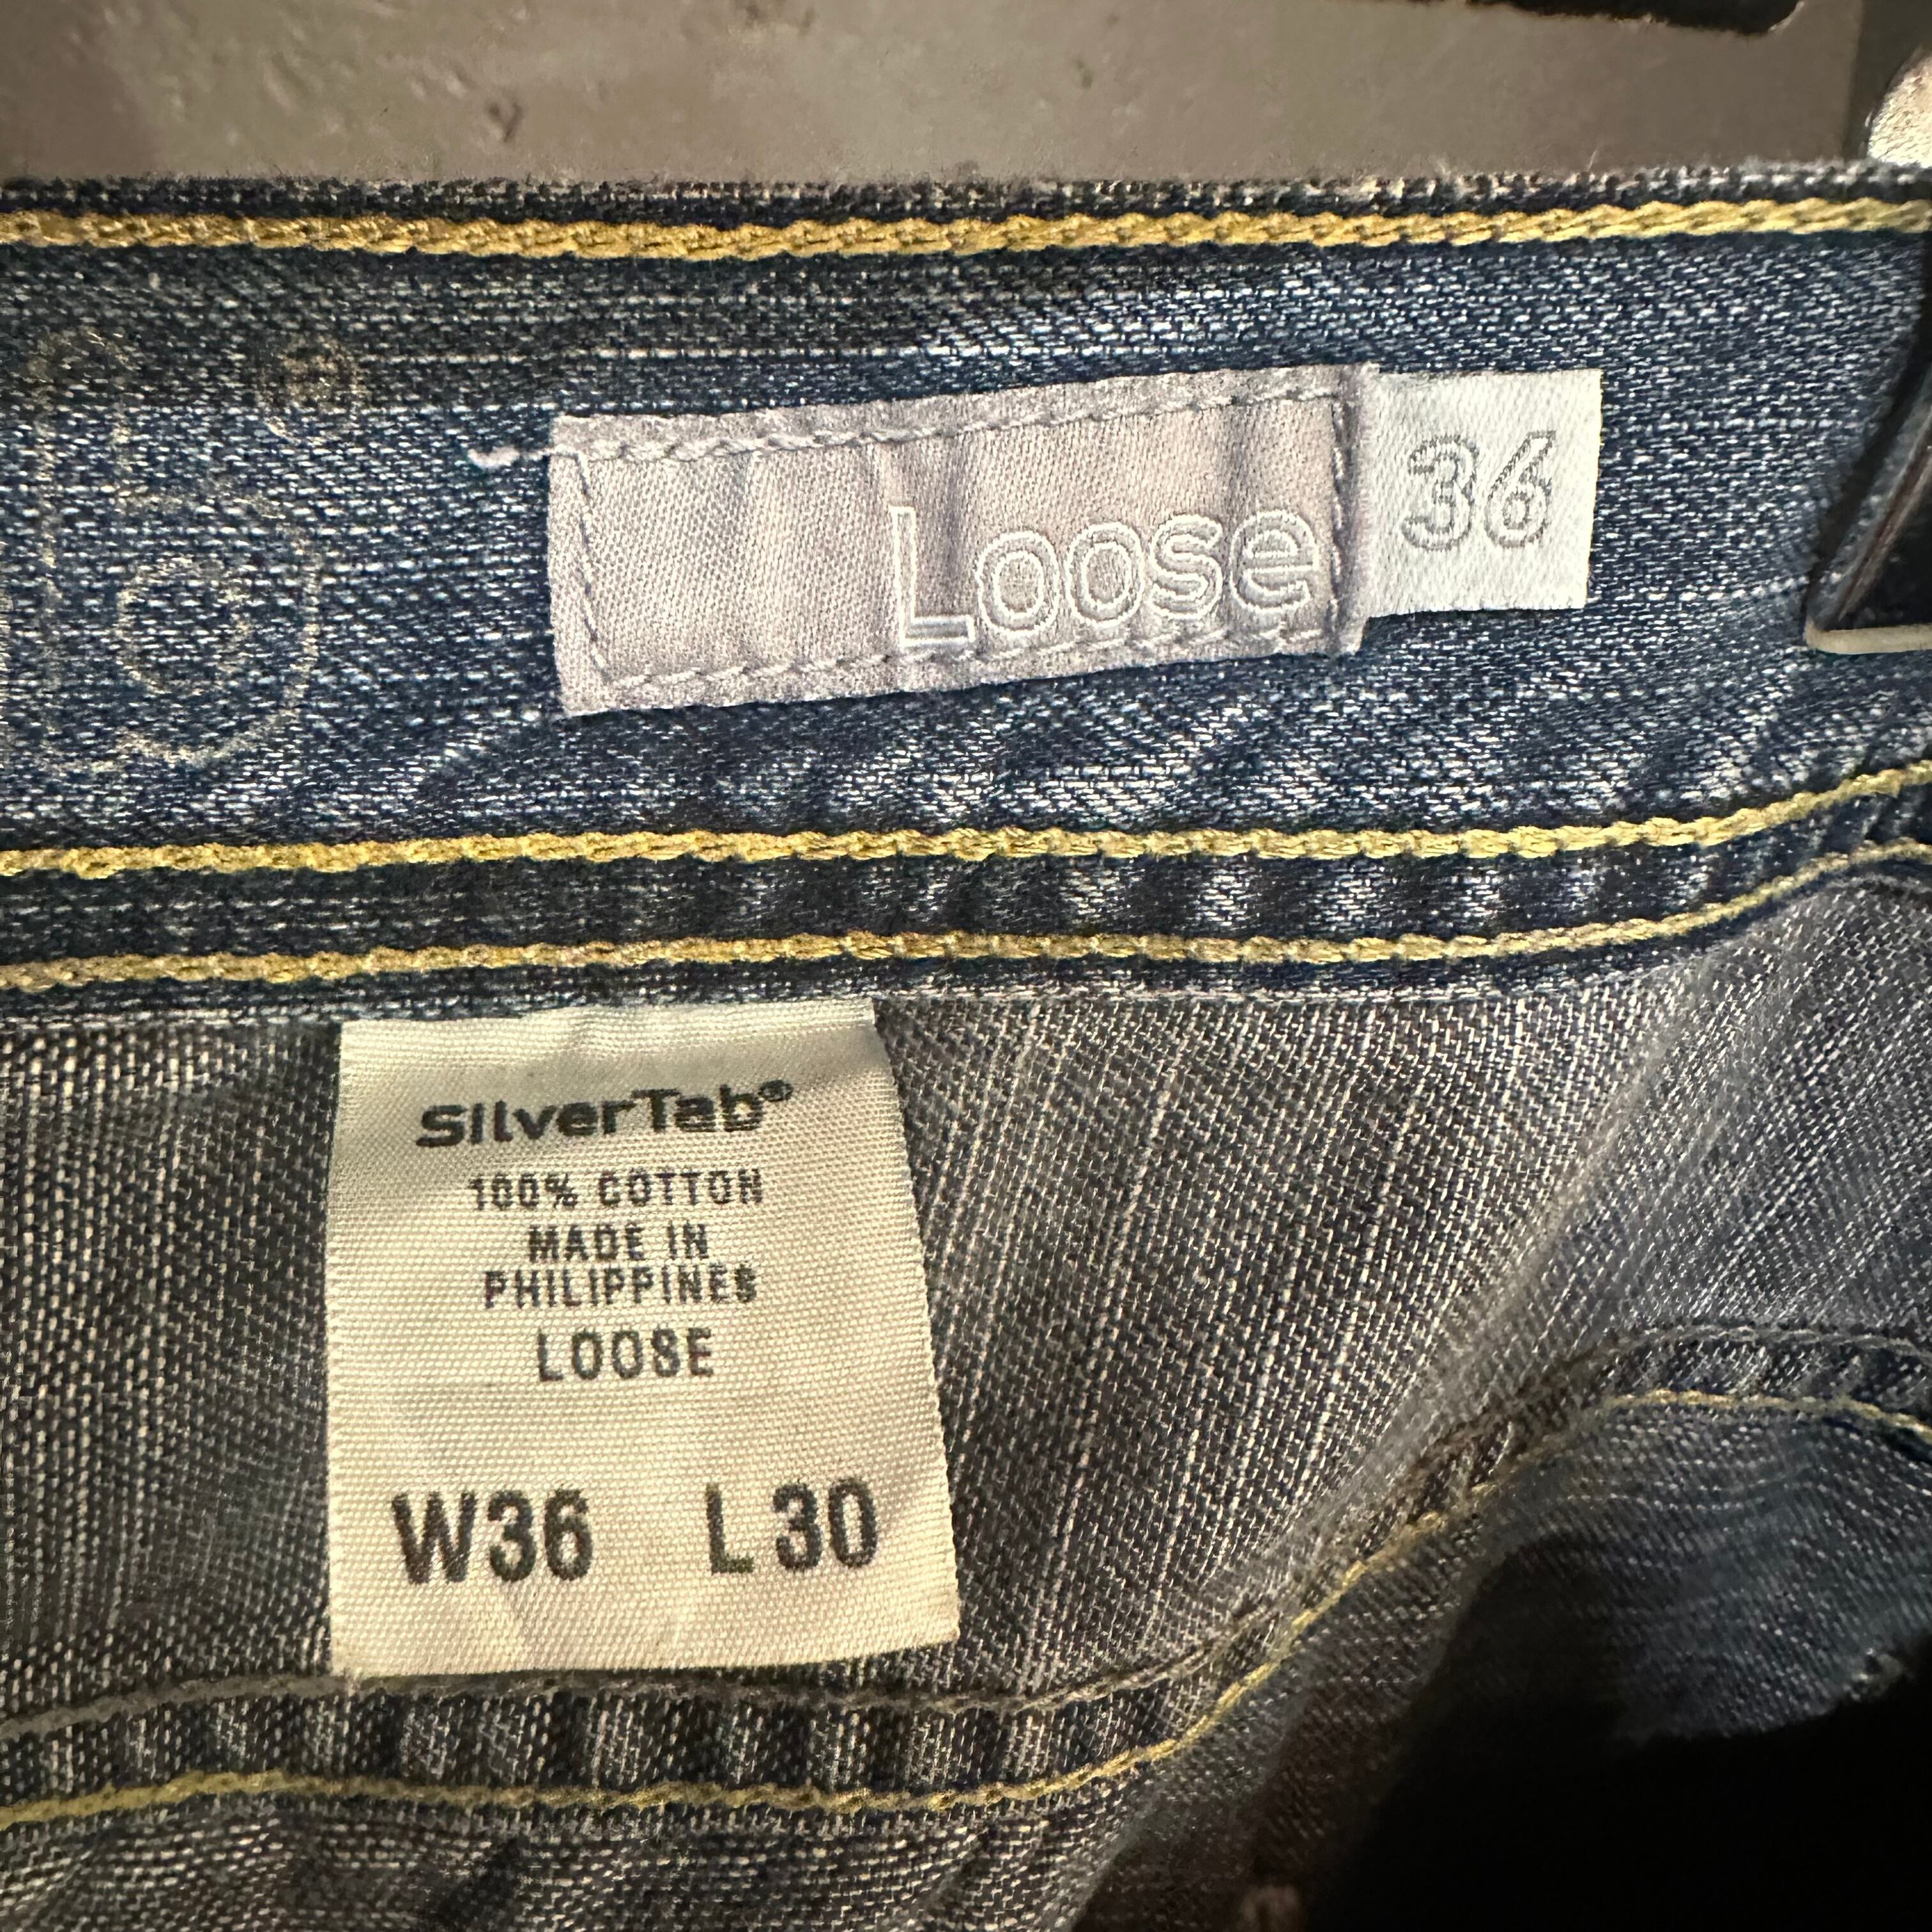 Loose
36
SilverTab®
100% COTTON
MADE IN
PHILIPPINES
LOOSE
W36 L30